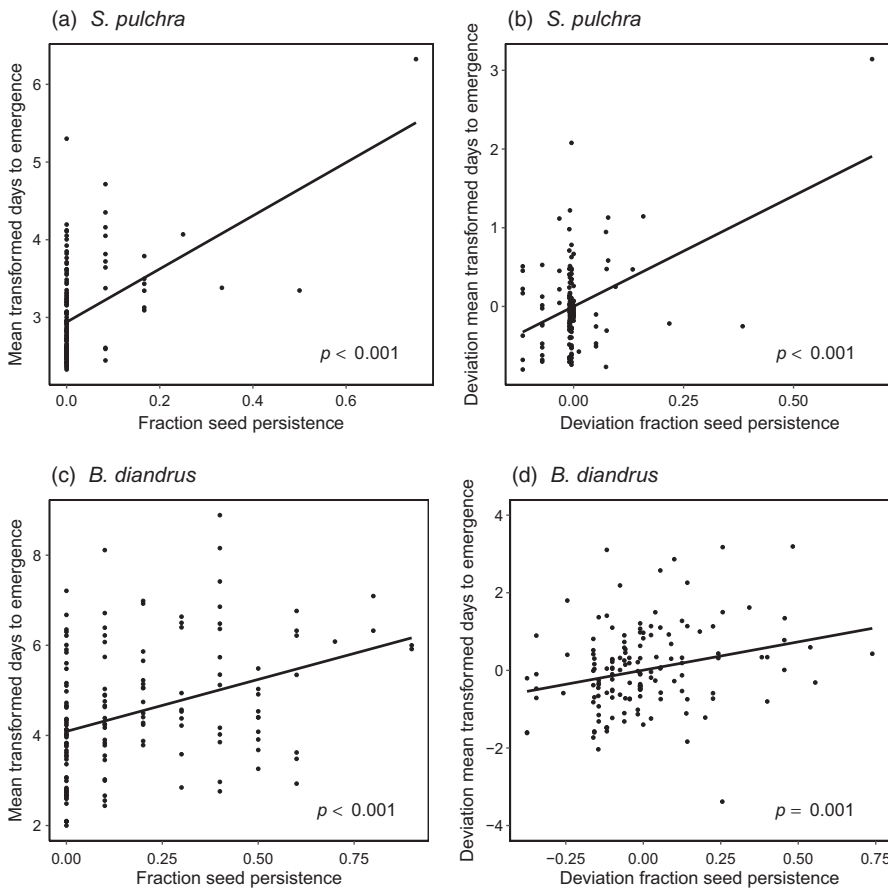 (a) S. pulchra
Mean transformed days to emergence
6
5
4
3
p < 0.001
0.0 0.2 0.4 0.6
Fraction seed persistence
(b) S. pulchra
Deviation mean transformed days to emergence
3
2
1
0
p < 0.001
0.00 0.25 0.50
Deviation fraction seed persistence
(c) B. diandrus
Mean transformed days to emergence
8
6
4
2
p < 0.001
0.00 0.25 0.50 0.75
Fraction seed persistence
(d) B. diandrus
Deviation mean transformed days to emergence
4
2
0
−2
−4
p = 0.001
−0.25 0.00 0.25 0.50 0.75
Deviation fraction seed persistence